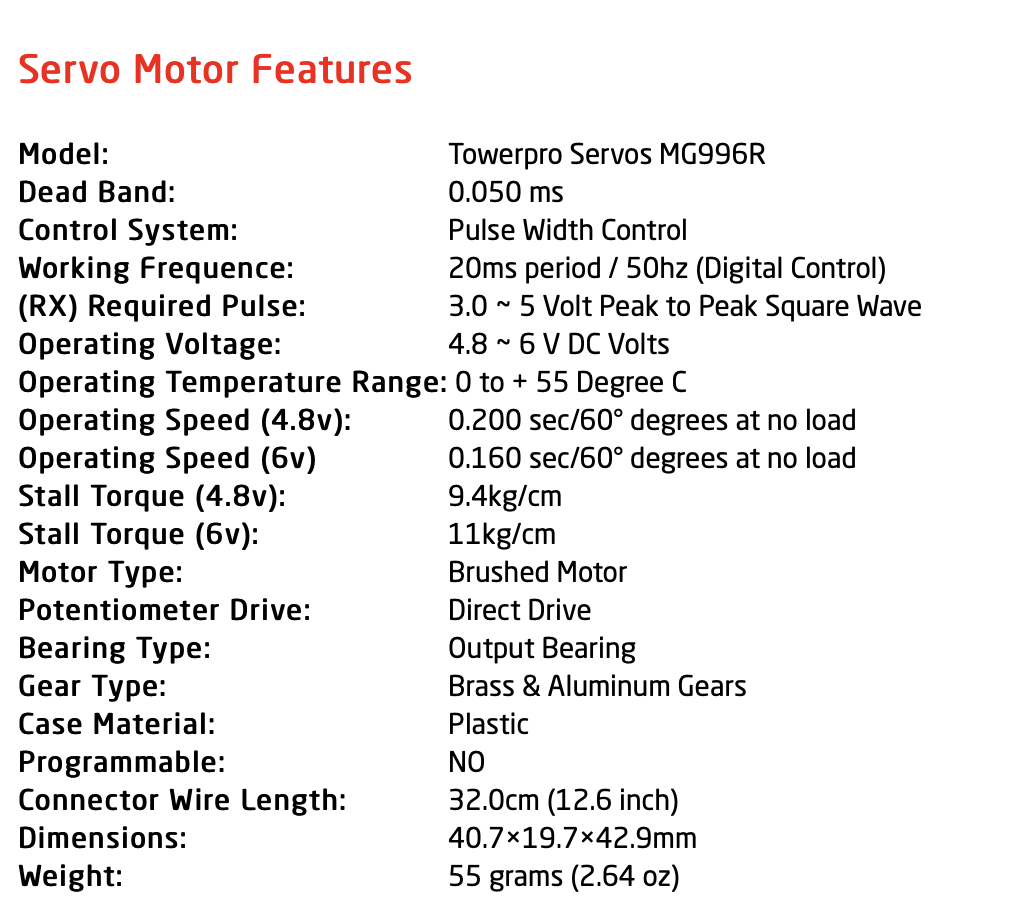 Servo Motor Features
Model: Towerpro Servos MG996R
Dead Band: 0.050 ms
Control System: Pulse Width Control
Working Frequence: 20ms period / 50hz (Digital Control)
(RX) Required Pulse: 3.0 ~ 5 Volt Peak to Peak Square Wave
Operating Voltage: 4.8 ~ 6 V DC Volts
Operating Temperature Range: 0 to + 55 Degree C
Operating Speed (4.8v): 0.200 sec/60° degrees at no load
Operating Speed (6v) 0.160 sec/60° degrees at no load
Stall Torque (4.8v): 9.4kg/cm
Stall Torque (6v): 11kg/cm
Motor Type: Brushed Motor
Potentiometer Drive: Direct Drive
Bearing Type: Output Bearing
Gear Type: Brass & Aluminum Gears
Case Material: Plastic
Programmable: NO
Connector Wire Length: 32.0cm (12.6 inch)
Dimensions: 40.7×19.7×42.9mm
Weight: 55 grams (2.64 oz)